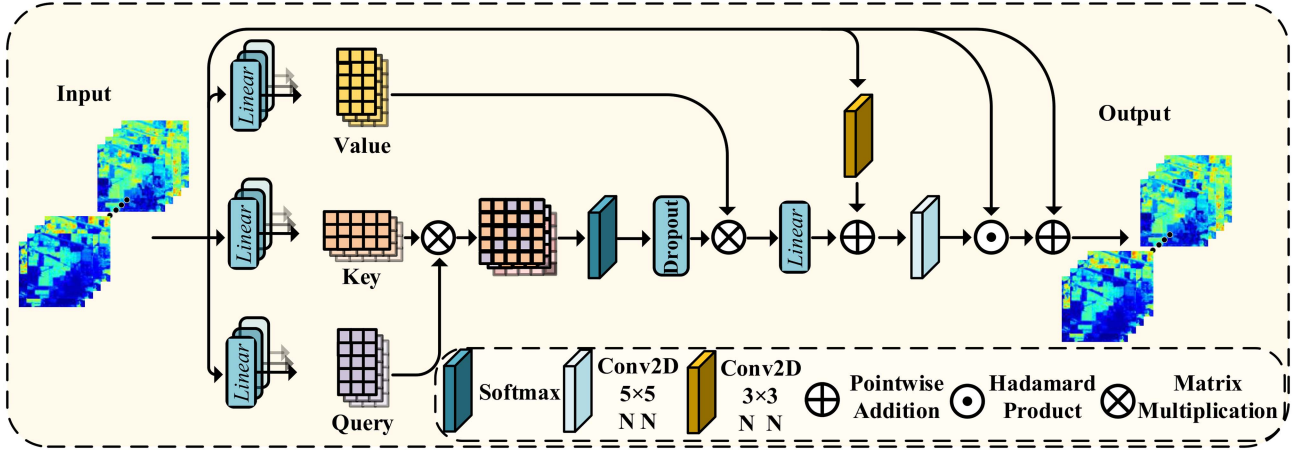 Input
Linear
Value
Linear
Key
Linear
Query
Dropout
Linear
Output
Softmax
Conv2D
5×5
N N
Conv2D
3×3
N N
Pointwise
Addition
Hadamard
Product
Matrix
Multiplication